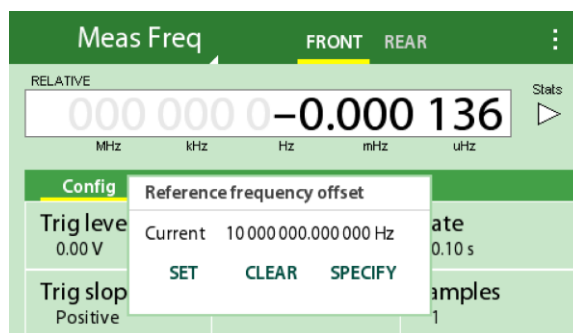 Meas Freq FRONT REAR
RELATIVE
Stats
000 000 0-0.000 136
MHz kHz Hz mHz uHz
Config
Reference frequency offset
Trig leve
0.00 V
Current 10 000 000.000 000 Hz
ate
0.10 s
SET CLEAR SPECIFY
Trig slop
Positive
amples
1